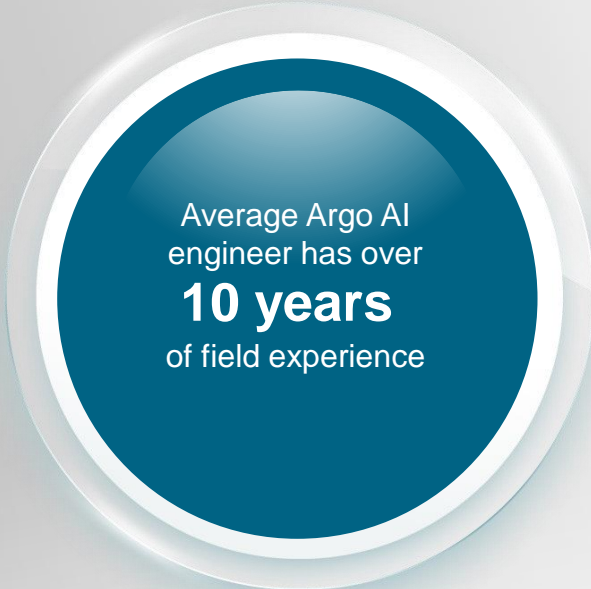 Average Argo AI
engineer has over
10 years
of field experience